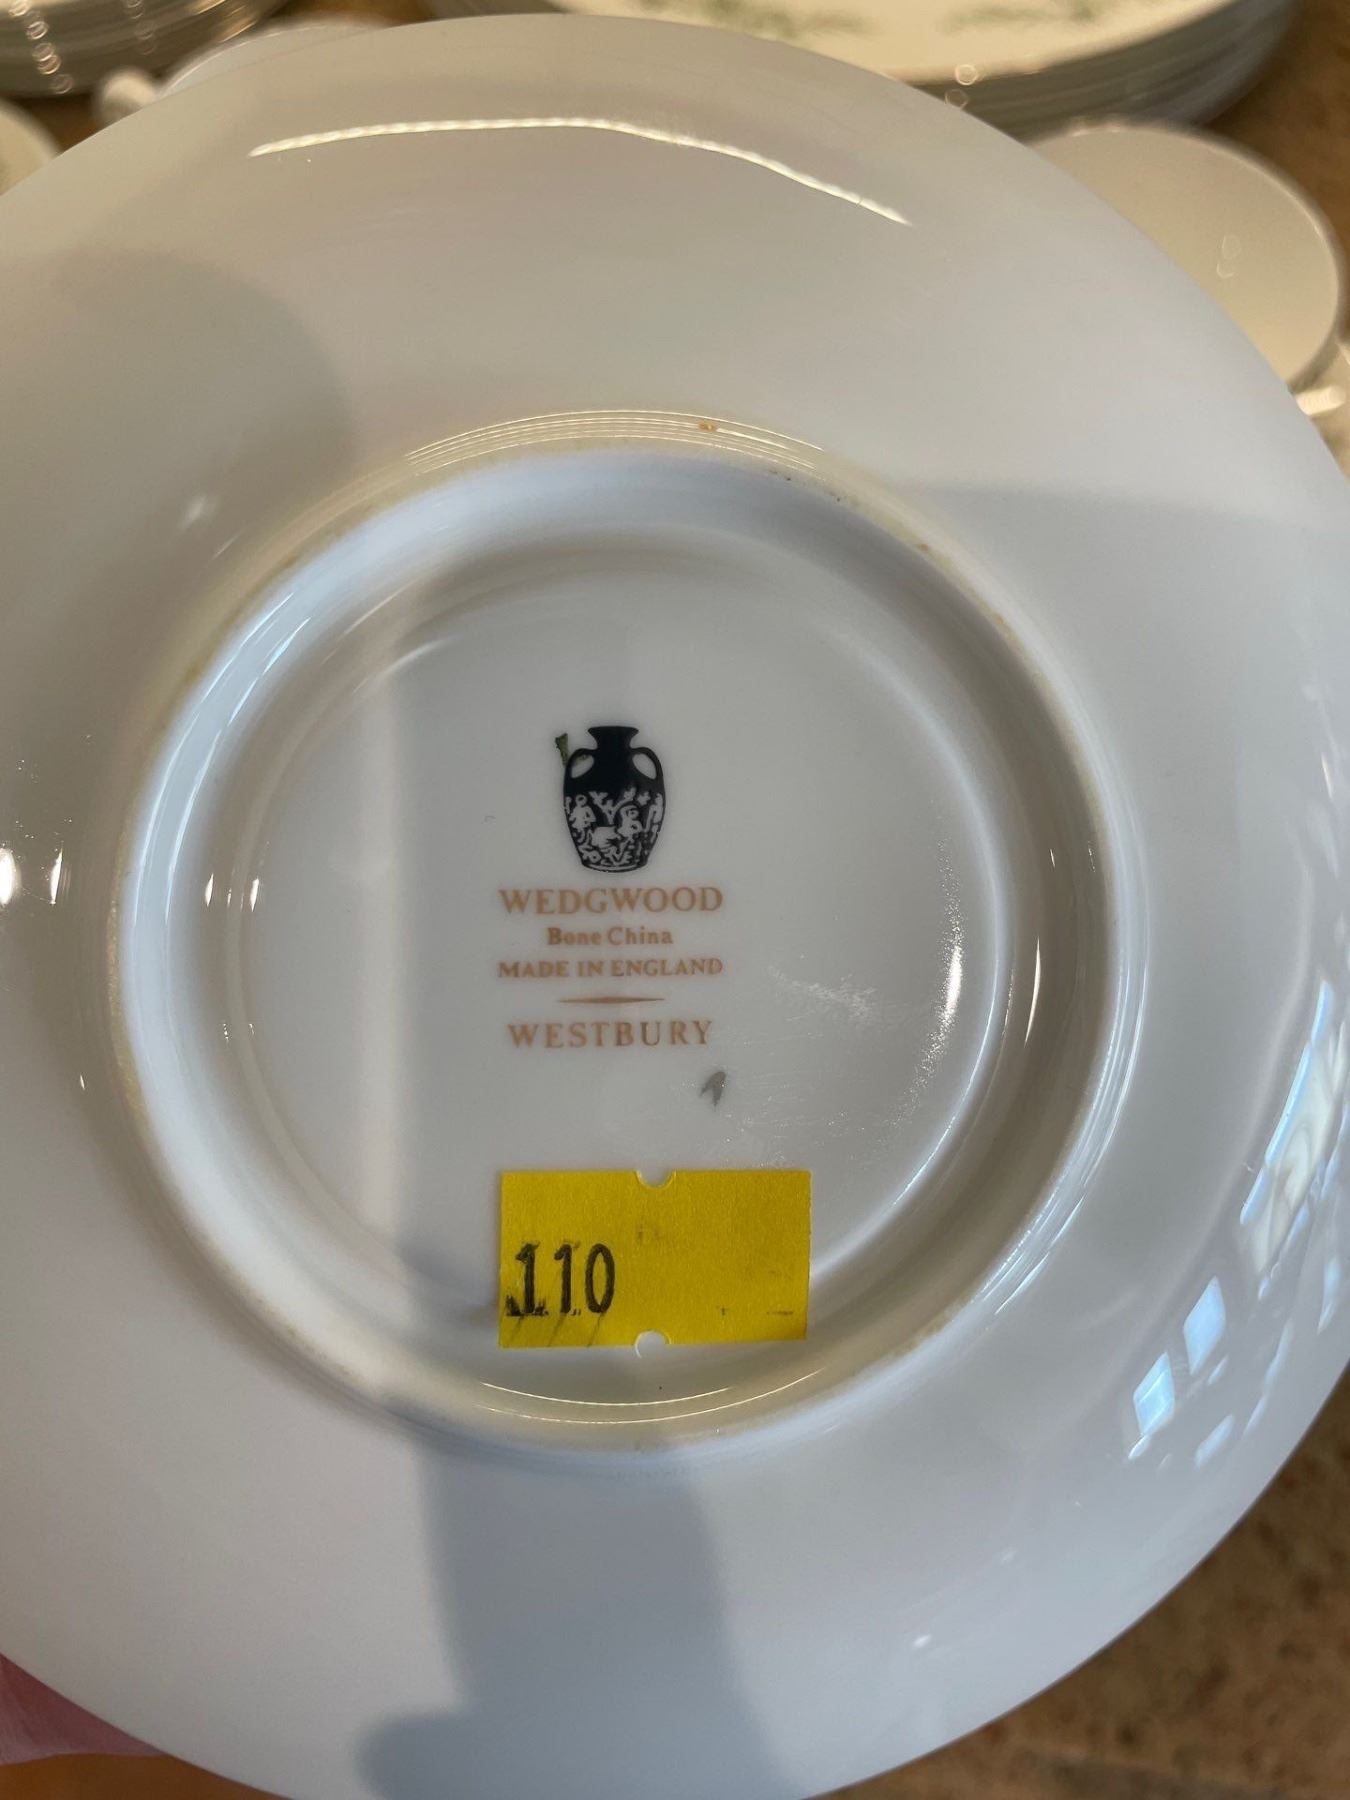 WEDGWOOD
Bone China
MADE IN ENGLAND
WESTBURY
110